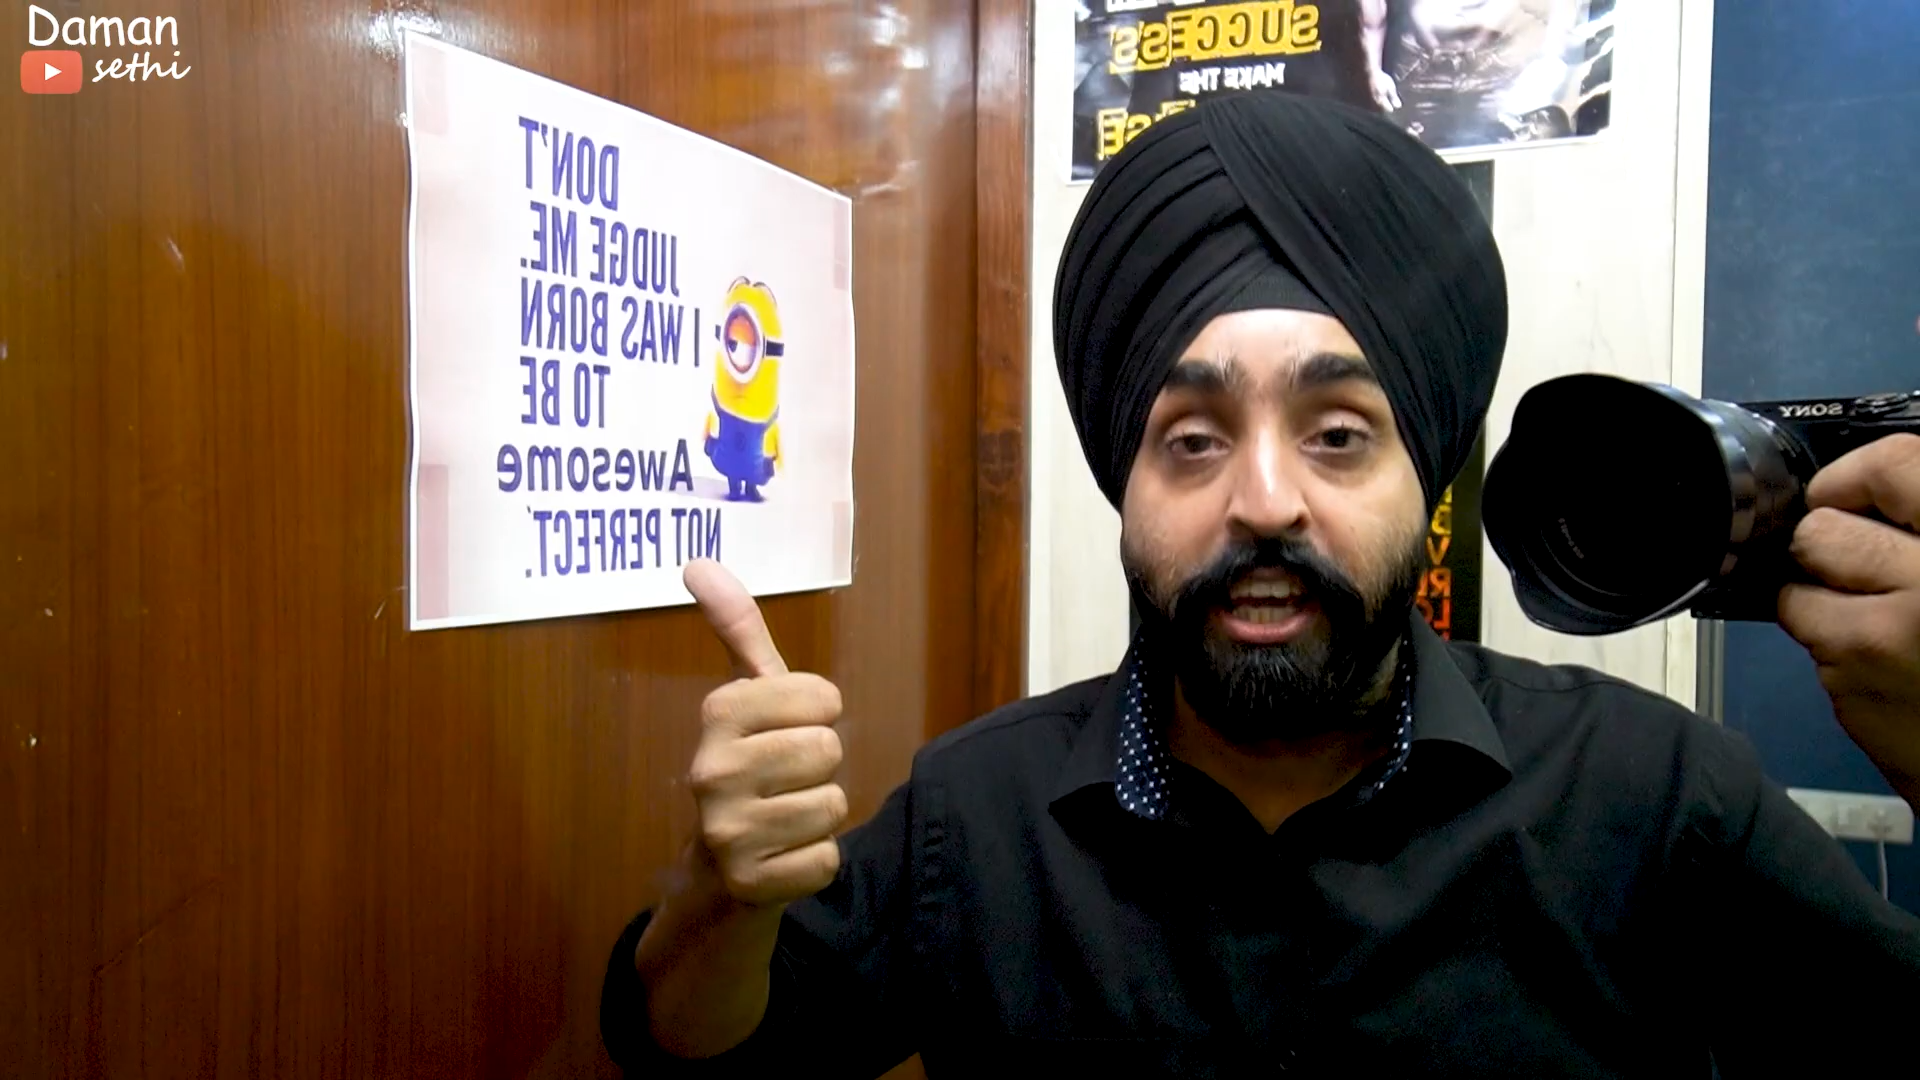 Daman
sethi
DON'T
JUDGE ME.
I WAS BORN
TO BE
Awesome
NOT PERFECT.
SUCCESS
MAKE THE
SONY